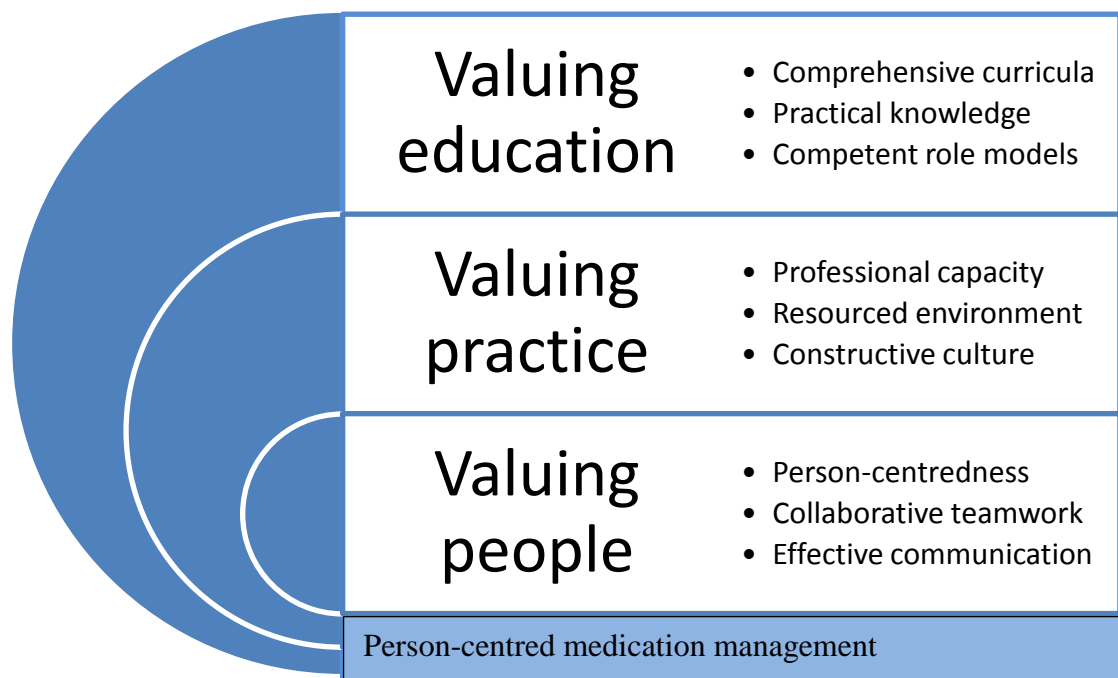 Valuing
education
• Comprehensive curricula
• Practical knowledge
• Competent role models
Valuing
practice
• Professional capacity
• Resourced environment
• Constructive culture
Valuing
people
• Person-centredness
• Collaborative teamwork
• Effective communication
Person-centred medication management